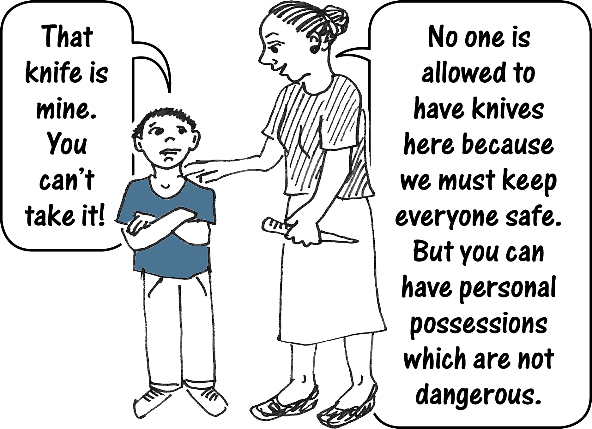 That
knife is
mine.
You
can't
take it!
No one is
allowed to
have knives
here because
we must keep
everyone safe.
But you can
have personal
possessions
which are not
dangerous.